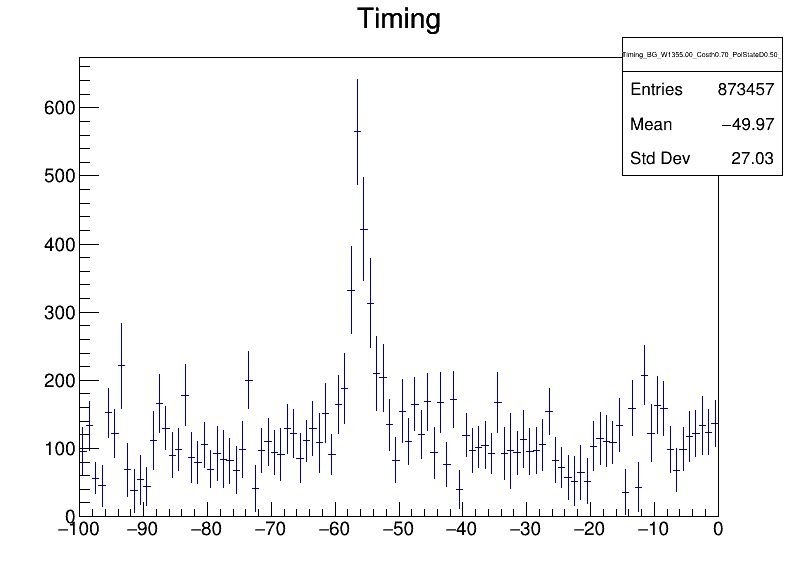 Timing
Timing_BG_W1355.00_Costh0.70_PolStateD0.50_
Entries 873457
Mean −49.97
Std Dev 27.03
600
500
400
300
200
100
0
−100 −90 −80 −70 −60 −50 −40 −30 −20 −10 0